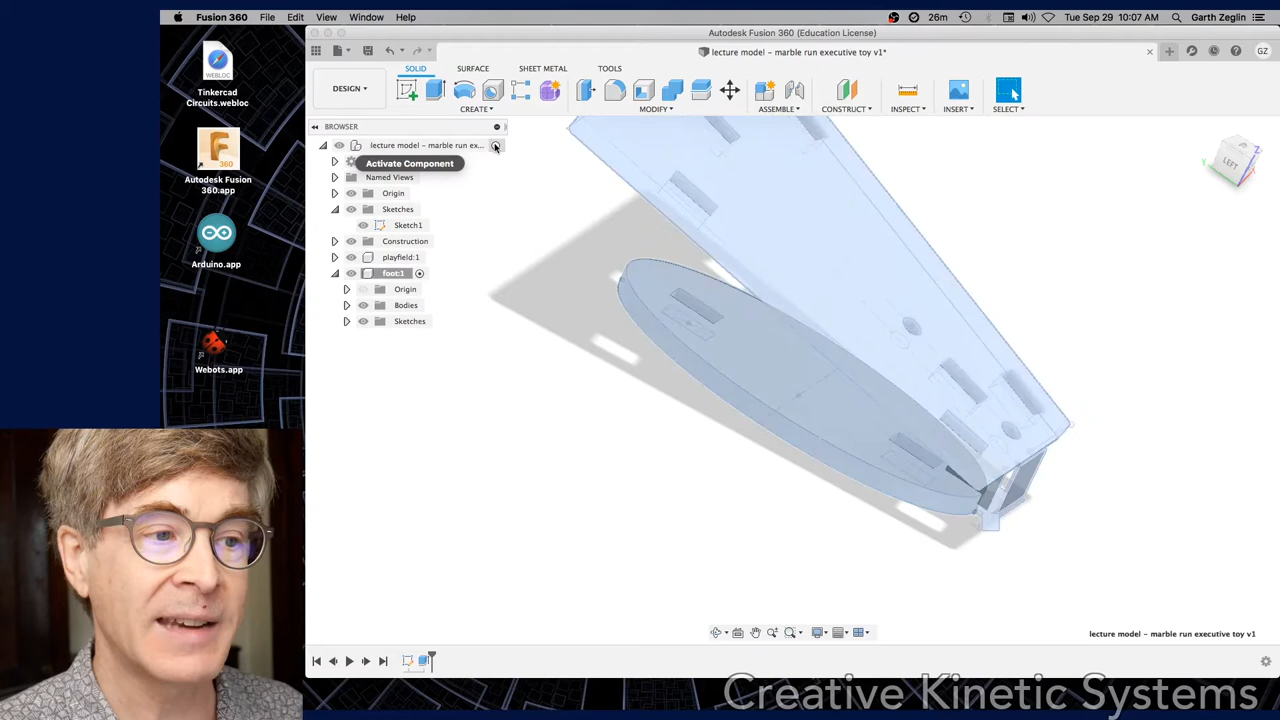 Fusion 360 File Edit View Window Help 26m Tue Sep 29 10:07 AM Garth Zeglin
Autodesk Fusion 360 (Education License)
lecture model – marble run executive toy v1* GZ
SOLID SURFACE SHEET METAL TOOLS
DESIGN
CREATE MODIFY ASSEMBLE CONSTRUCT INSPECT INSERT SELECT
BROWSER
lecture model – marble run ex...
Activate Component
Named Views
Origin
Sketches
Sketch1
Construction
playfield:1
foot:1
Origin
Bodies
Sketches
LEFT
Z
Y
WEBLOC
Tinkercad
Circuits.webloc
360
Autodesk Fusion
360.app
Arduino.app
Webots.app
lecture model – marble run executive toy v1
Creative Kinetic Systems